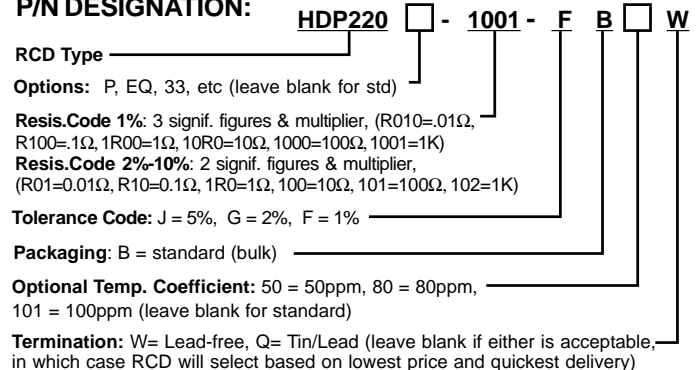 P/N DESIGNATION:
HDP220 □ - 1001 - F B □ W
RCD Type
Options: P, EQ, 33, etc (leave blank for std)
Resis.Code 1%: 3 signif. figures & multiplier, (R010=.01Ω,
R100=.1Ω, 1R00=1Ω, 10R0=10Ω, 1000=100Ω, 1001=1K)
Resis.Code 2%-10%: 2 signif. figures & multiplier,
(R01=0.01Ω, R10=0.1Ω, 1R0=1Ω, 100=10Ω, 101=100Ω, 102=1K)
Tolerance Code: J = 5%, G = 2%, F = 1%
Packaging: B = standard (bulk)
Optional Temp. Coefficient: 50 = 50ppm, 80 = 80ppm,
101 = 100ppm (leave blank for standard)
Termination: W= Lead-free, Q= Tin/Lead (leave blank if either is acceptable,
in which case RCD will select based on lowest price and quickest delivery)